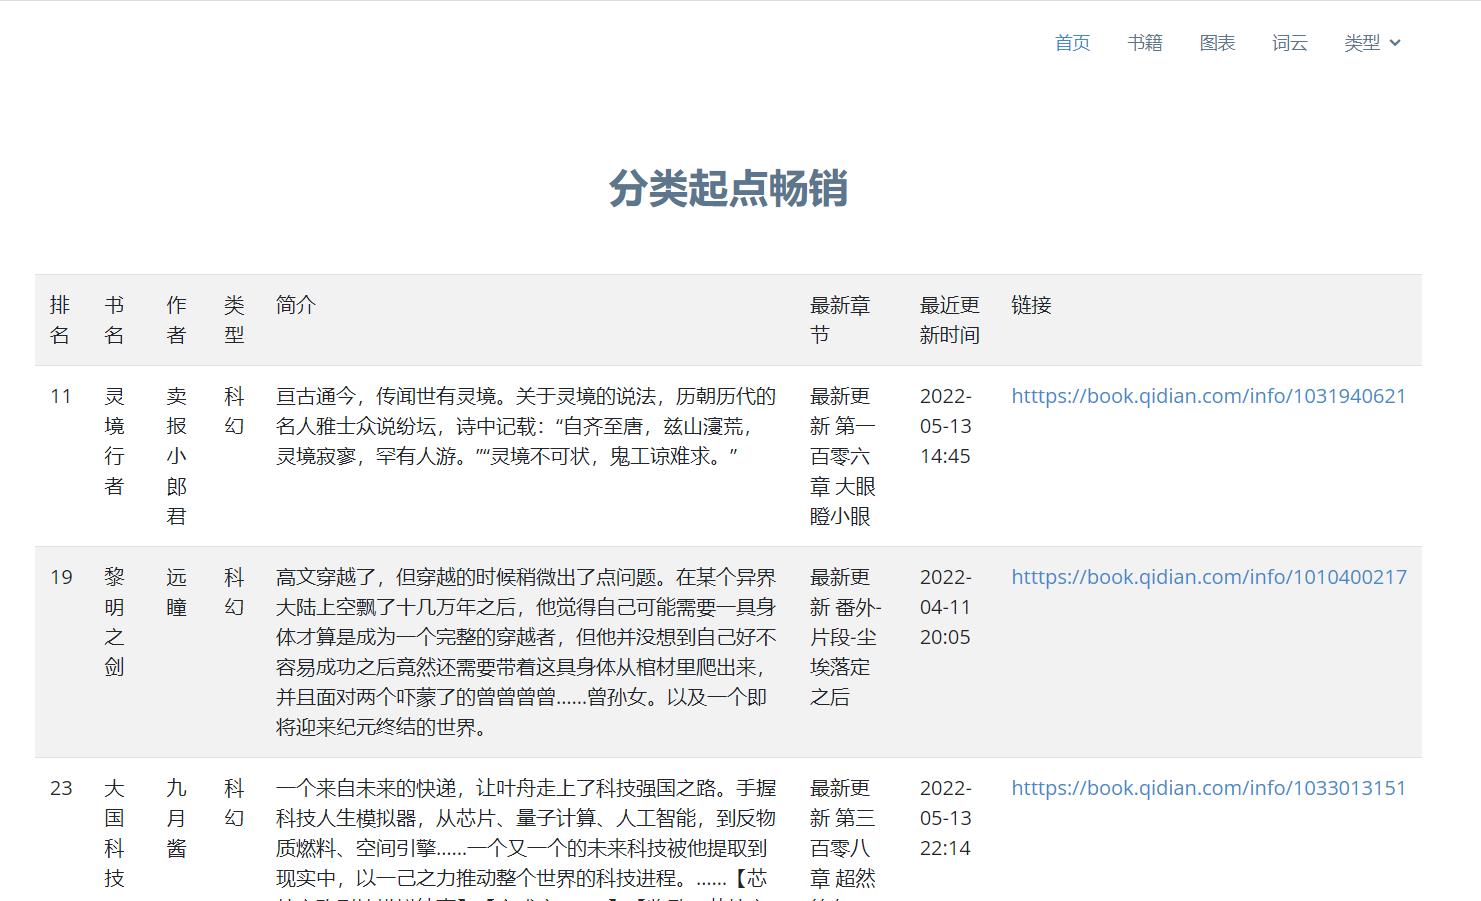 首页 书籍 图表 词云 类型
分类起点畅销
排名 书名 作者 类型 简介 最新章节 最近更新时间 链接
11
灵境行者
卖报小郎君
科幻
亘古通今，传闻世有灵境。关于灵境的说法，历朝历代的
名人雅士众说纷坛，诗中记载：“自齐至唐，兹山濅荒，
灵境寂寥，罕有人游。”“灵境不可状，鬼工谅难求。”
最新更
新 第一
百零六
章 大眼
瞪小眼
2022-
05-13
14:45
htttps://book.qidian.com/info/1031940621
19
黎明之剑
远瞳
科幻
高文穿越了，但穿越的时候稍微出了点问题。在某个异界
大陆上空飘了十几万年之后，他觉得自己可能需要一具身
体才算是成为一个完整的穿越者，但他并没想到自己好不
容易成功之后竟然还需要带着这具身体从棺材里爬出来，
并且面对两个吓蒙了的曾曾曾曾……曾孙女。以及一个即
将迎来纪元终结的世界。
最新更
新 番外-
片段-尘
埃落定
之后
2022-
04-11
20:05
htttps://book.qidian.com/info/1010400217
23
大国科技
九月酱
科幻
一个来自未来的快递，让叶舟走上了科技强国之路。手握
科技人生模拟器，从芯片、量子计算、人工智能，到反物
质燃料、空间引擎……一个又一个的未来科技被他提取到
现实中，以一己之力推动整个世界的科技进程。……【芯
最新更
新 第三
百零八
章 超然
2022-
05-13
22:14
htttps://book.qidian.com/info/1033013151